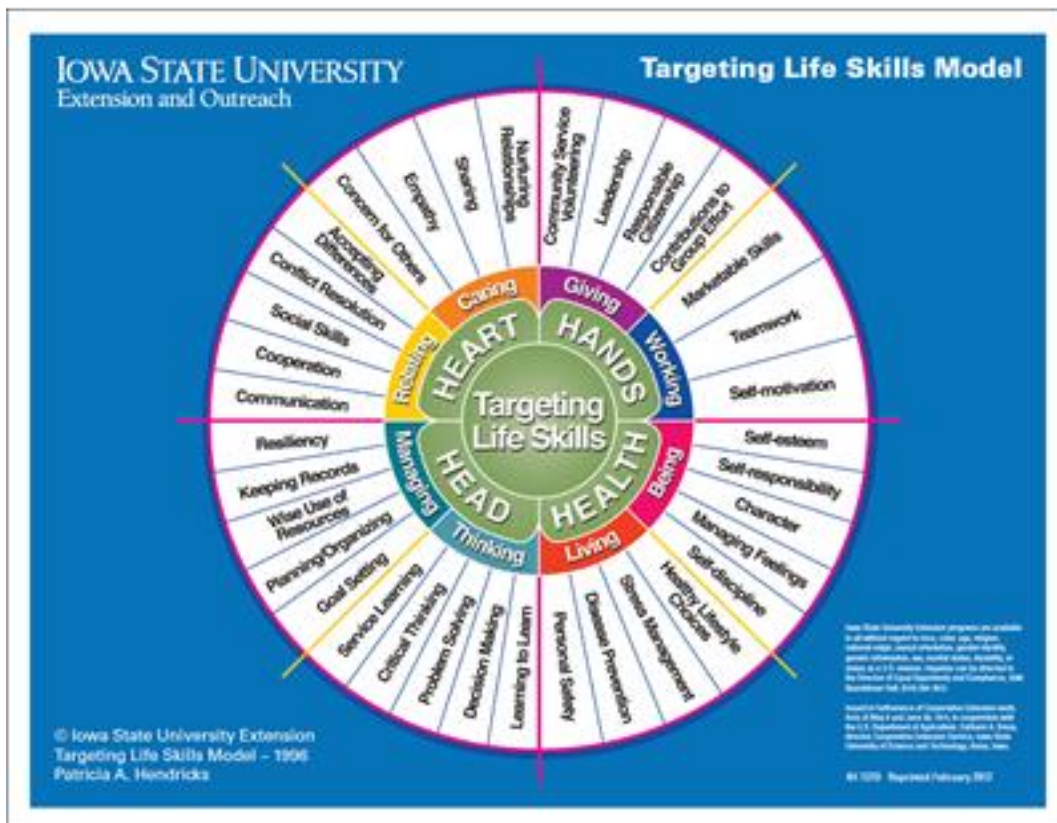 IOWA STATE UNIVERSITY
Extension and Outreach
Targeting Life Skills Model
Nurturing
Relationships
Sharing
Empathy
Concern for Others
Accepting
Differences
Conflict Resolution
Social Skills
Cooperation
Communication
Community Service
Volunteering
Leadership
Responsible
Citizenship
Contributions to
Group Effort
Marketable Skills
Teamwork
Self-motivation
Caring
Giving
Relating
Working
HEART
HANDS
Targeting
Life Skills
HEAD
HEALTH
Managing
Being
Thinking
Living
Resiliency
Keeping Records
Wise Use of
Resources
Planning/Organizing
Goal Setting
Service Learning
Critical Thinking
Problem Solving
Decision Making
Learning to Learn
Self-esteem
Self-responsibility
Character
Managing Feelings
Self-discipline
Healthy Lifestyle
Choices
Stress Management
Disease Prevention
Personal Safety
© Iowa State University Extension
Targeting Life Skills Model – 1996
Patricia A. Hendricks